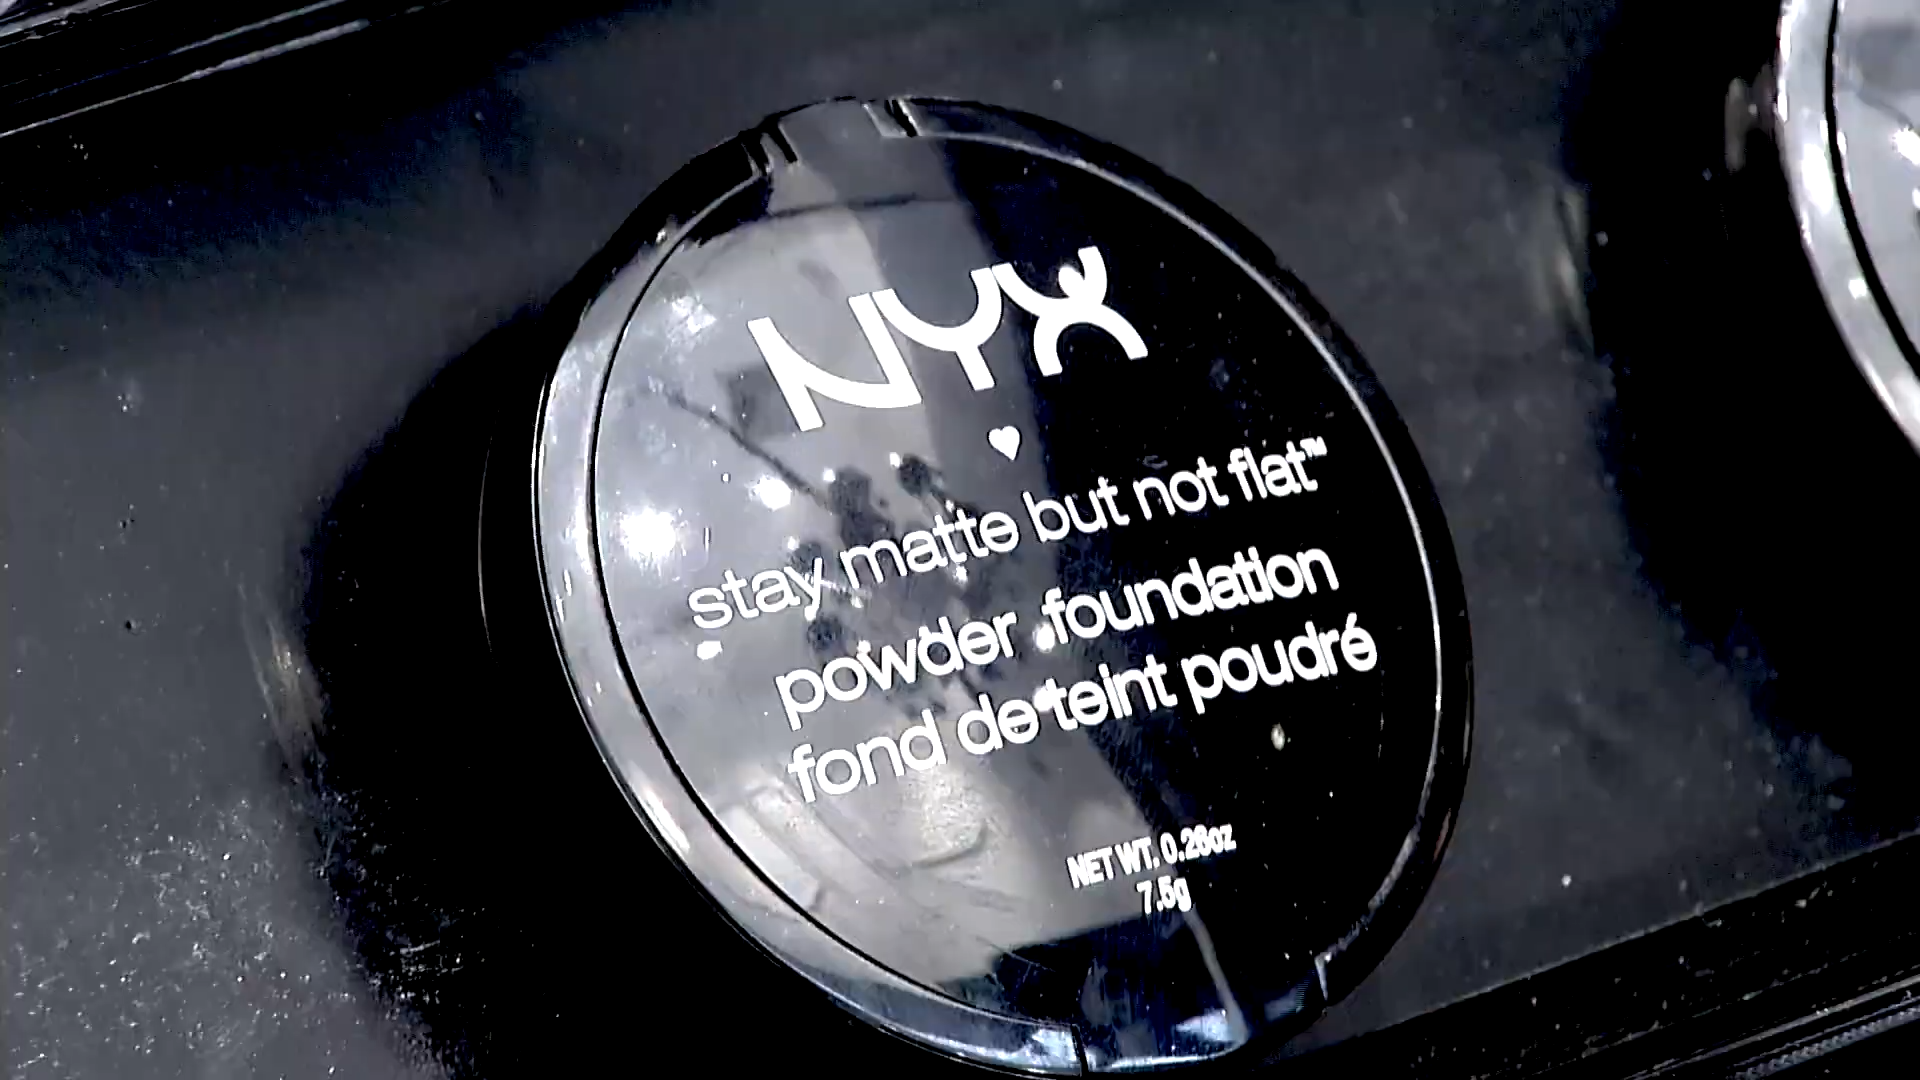 NYX
stay matte but not flat™
powder foundation
fond de teint poudré
NET WT. 0.26oz
7.5g